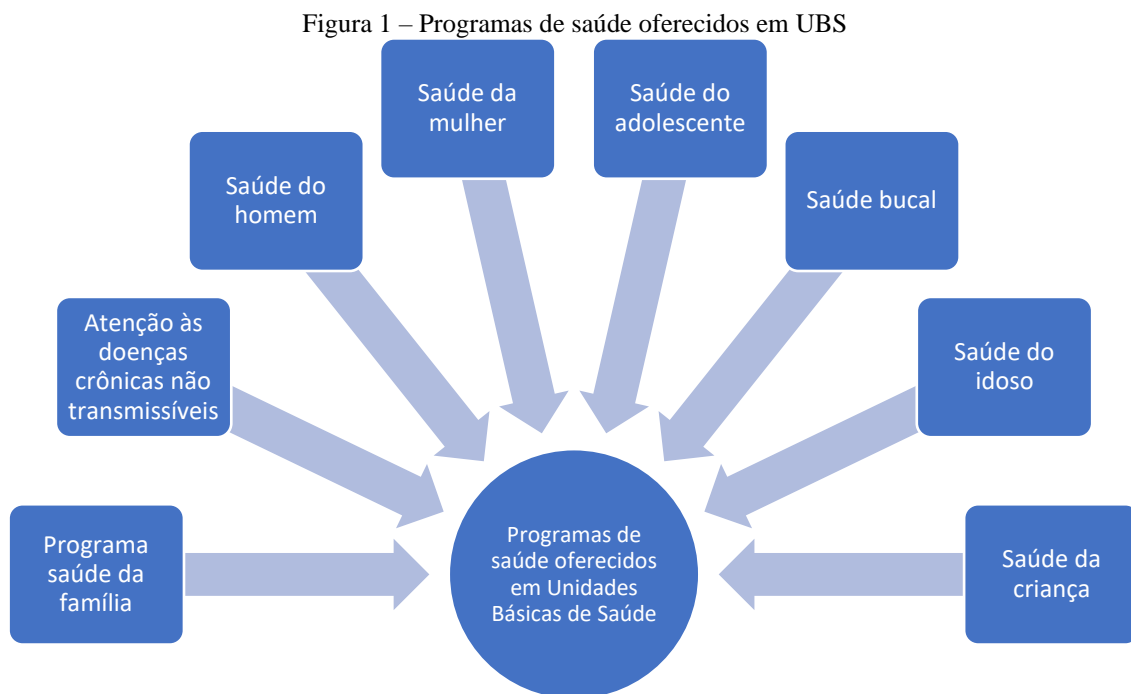 Figura 1 – Programas de saúde oferecidos em UBS
Saúde da
mulher
Saúde do
adolescente
Saúde do
homem
Saúde bucal
Atenção às
doenças
crônicas não
transmissíveis
Saúde do
idoso
Programa
saúde da
família
Programas de
saúde oferecidos
em Unidades
Básicas de Saúde
Saúde da
criança